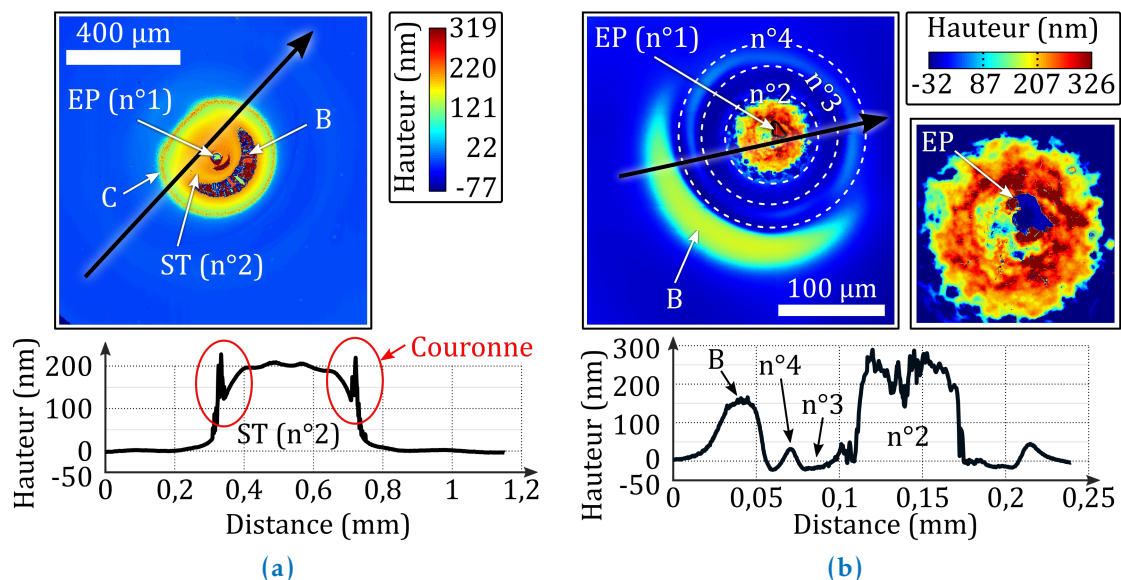 400 µm
EP (n°1)
B
C
ST (n°2)
Hauteur (nm)
319
220
121
22
-77
Hauteur (nm)
200
100
0
-50
Couronne
ST (n°2)
0 0,2 0,4 0,6 0,8 1 1,2
Distance (mm)
(a)
EP (n°1)
n°4
n°2
n°3
B
100 µm
Hauteur (nm)
-32 87 207 326
EP
Hauteur (nm)
300
200
100
0
-50
B
n°4
n°3
n°2
0 0,05 0,1 0,15 0,2 0,25
Distance (mm)
(b)